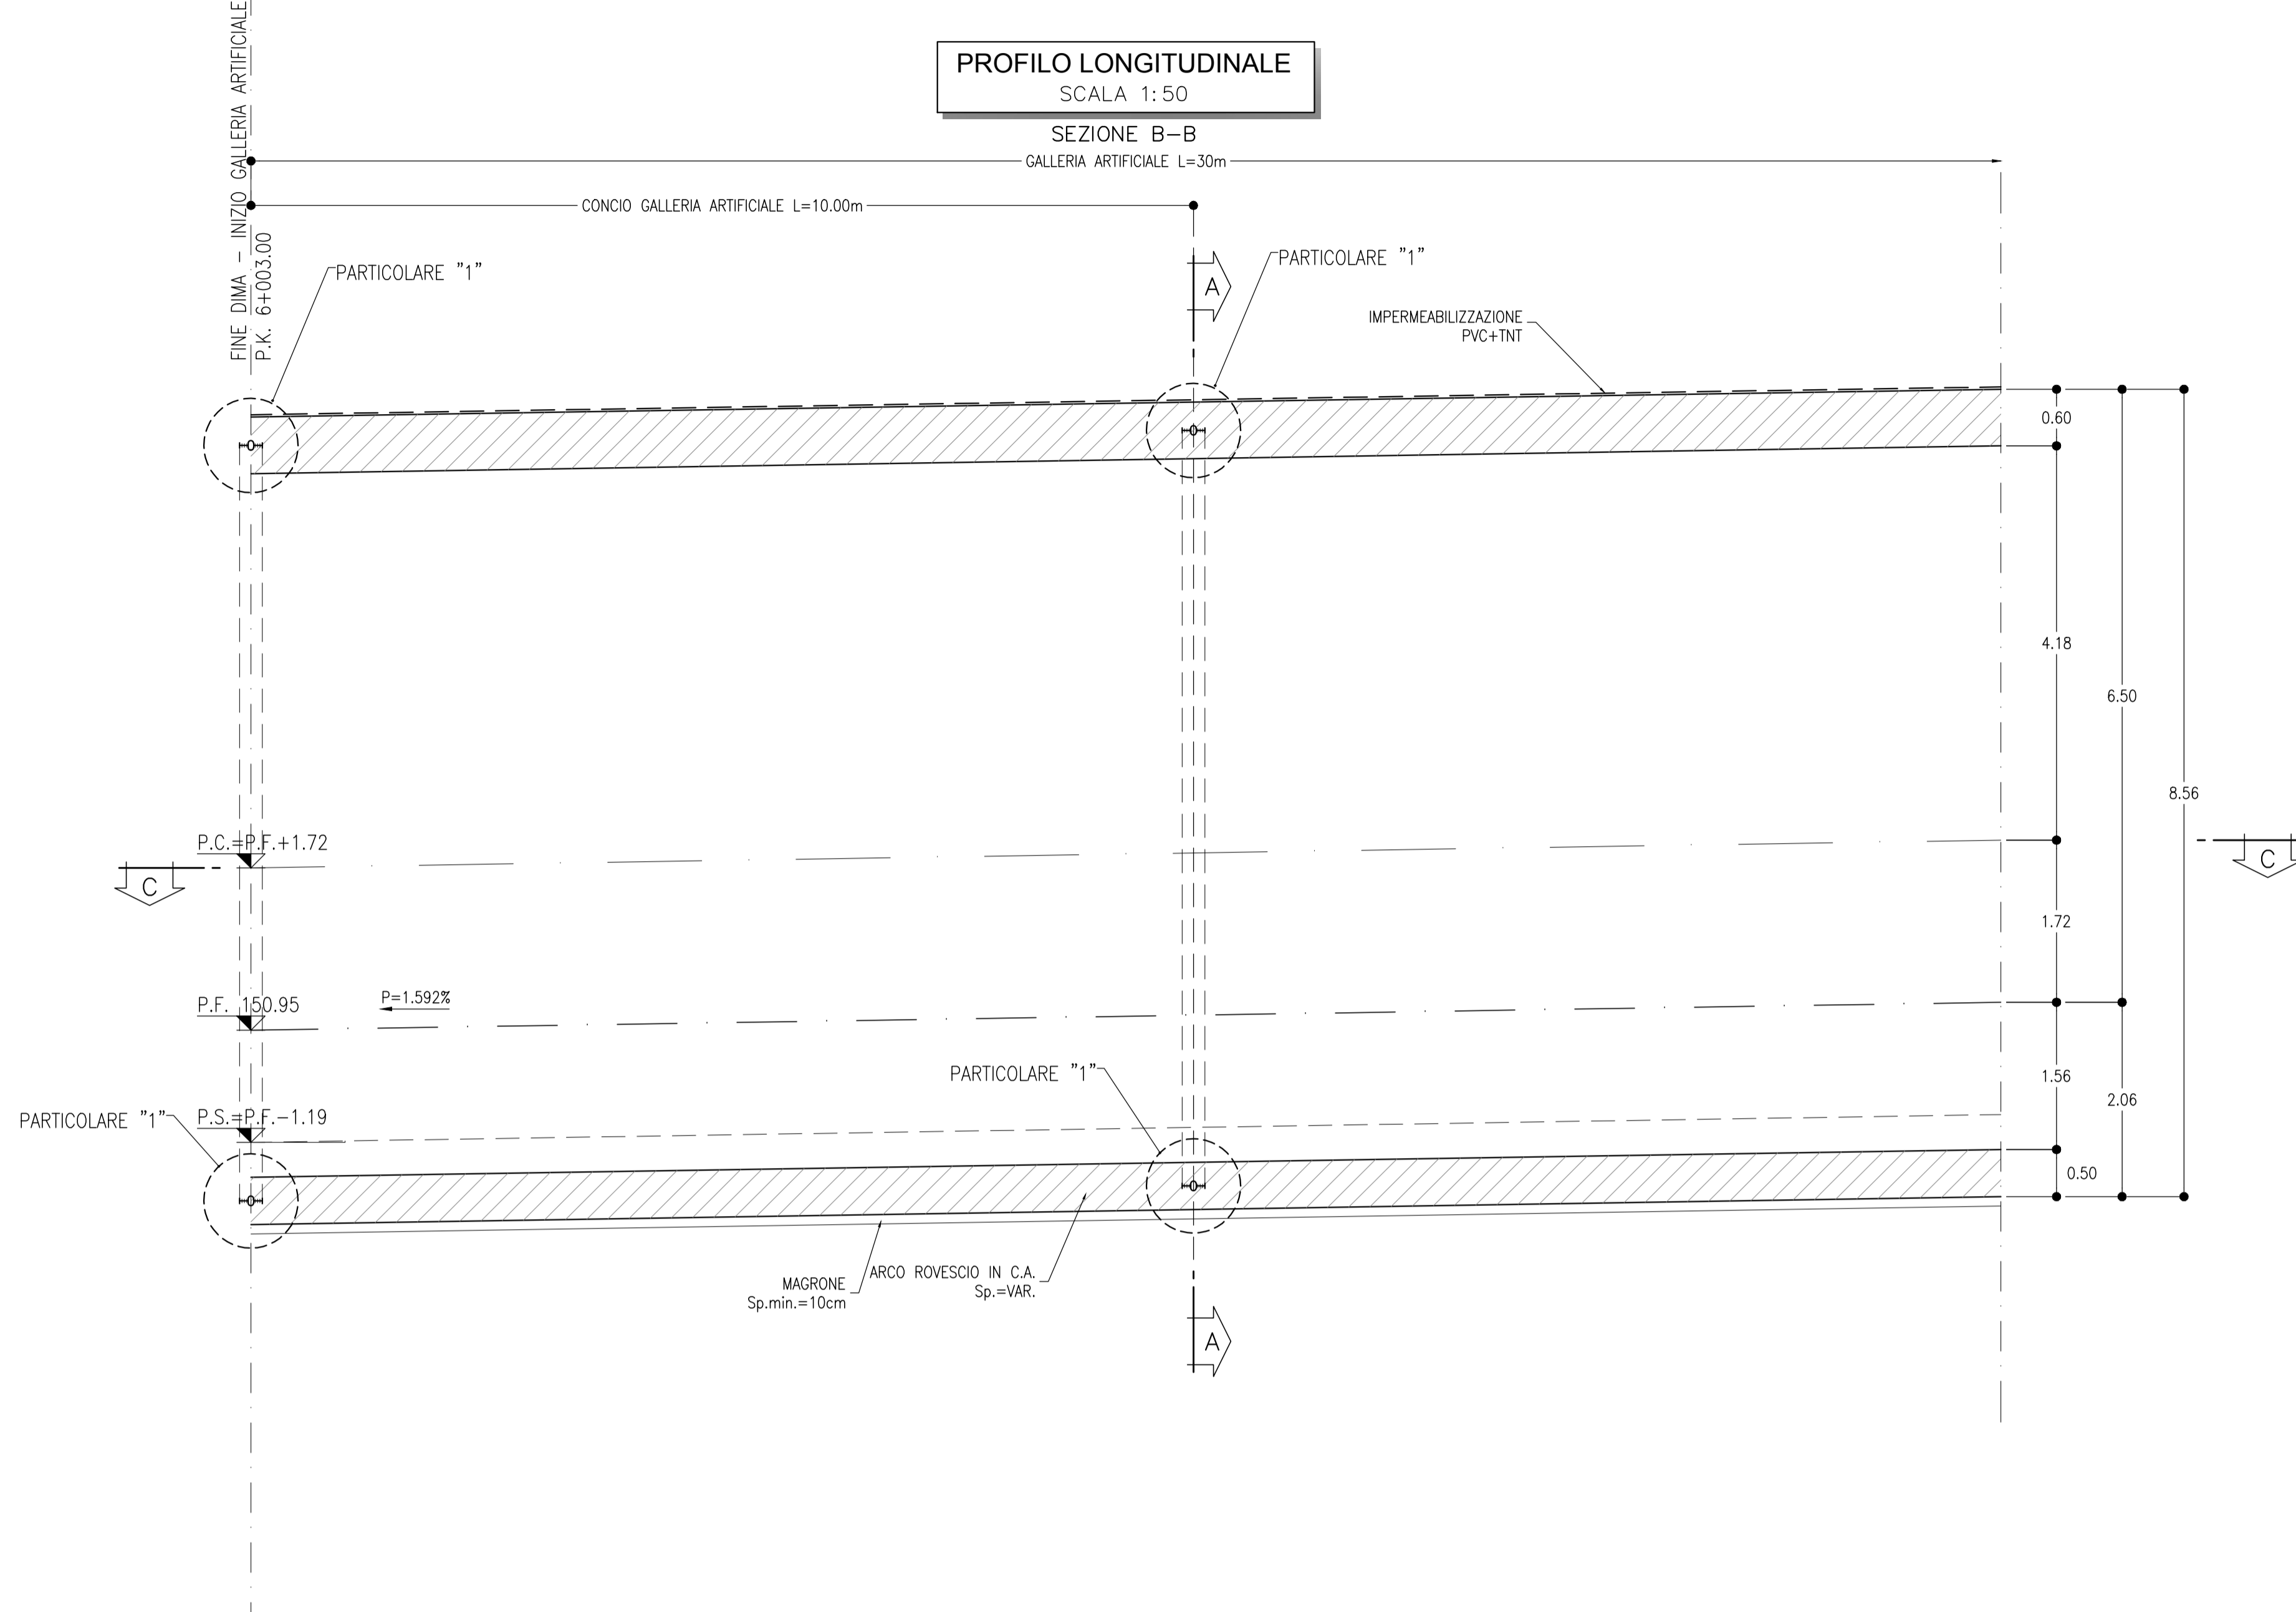 PROFILO LONGITUDINALE
SCALA 1:50
SEZIONE B-B
GALLERIA ARTIFICIALE L=30m
CONCIO GALLERIA ARTIFICIALE L=10.00m
FINE DIMA - INIZIO GALLERIA ARTIFICIALE
P.K. 6+003.00
PARTICOLARE "1"
PARTICOLARE "1"
A
IMPERMEABILIZZAZIONE
PVC+TNT
0.60
4.18
6.50
8.56
P.C.=P.F.+1.72
C
C
1.72
P.F. 150.95
P=1.592%
1.56
PARTICOLARE "1"
2.06
PARTICOLARE "1"
P.S.=P.F.-1.19
0.50
MAGRONE
Sp.min.=10cm
ARCO ROVESCIO IN C.A.
Sp.=VAR.
A